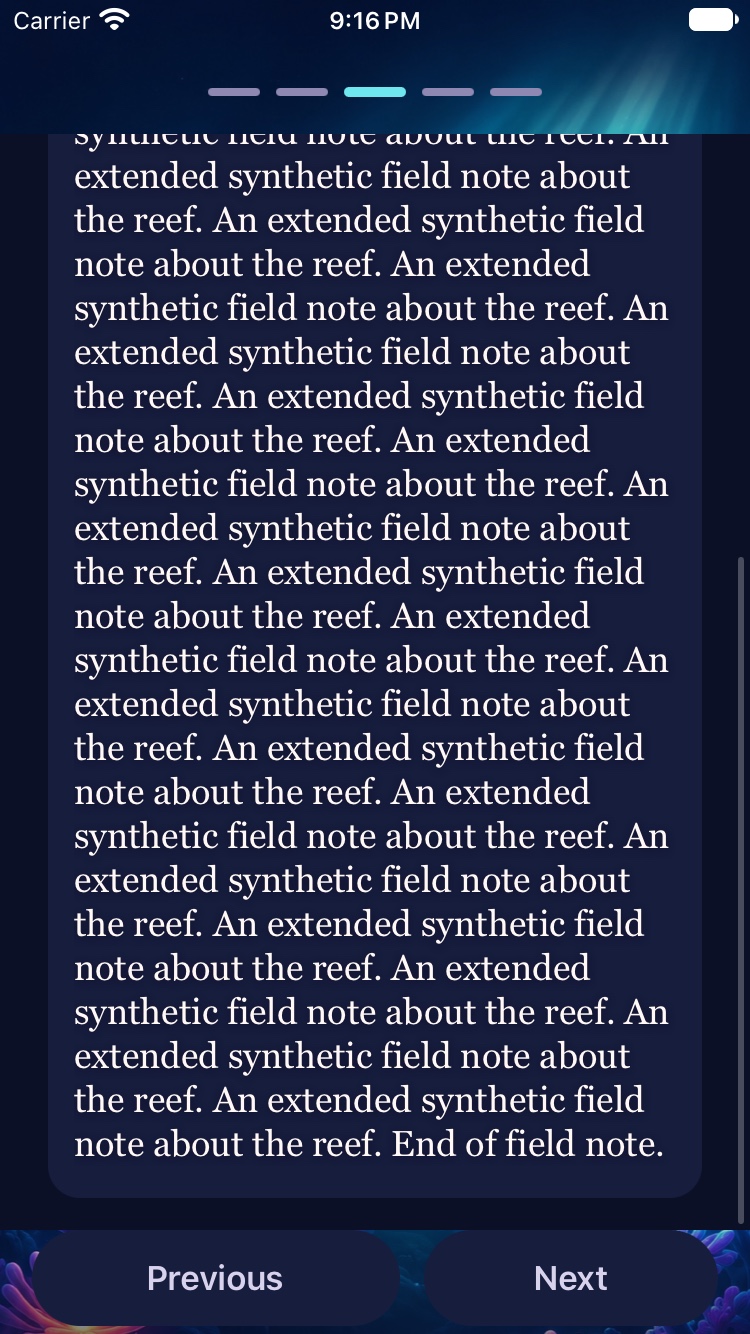 Carrier
9:16 PM
synthetic field note about the reef. An
extended synthetic field note about
the reef. An extended synthetic field
note about the reef. An extended
synthetic field note about the reef. An
extended synthetic field note about
the reef. An extended synthetic field
note about the reef. An extended
synthetic field note about the reef. An
extended synthetic field note about
the reef. An extended synthetic field
note about the reef. An extended
synthetic field note about the reef. An
extended synthetic field note about
the reef. An extended synthetic field
note about the reef. An extended
synthetic field note about the reef. An
extended synthetic field note about
the reef. An extended synthetic field
note about the reef. An extended
synthetic field note about the reef. An
extended synthetic field note about
the reef. An extended synthetic field
note about the reef. End of field note.
Previous
Next